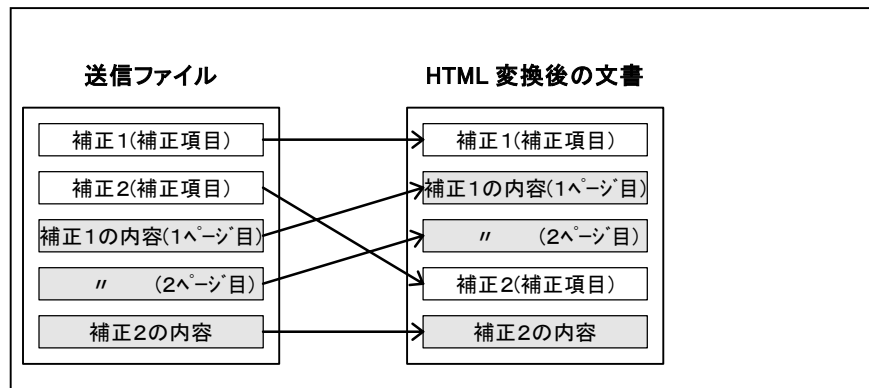 送信ファイル
補正1(補正項目)
補正2(補正項目)
補正1の内容(1ページ目)
〃 (2ページ目)
補正2の内容
HTML 変換後の文書
補正1(補正項目)
補正1の内容(1ページ目)
〃 (2ページ目)
補正2(補正項目)
補正2の内容